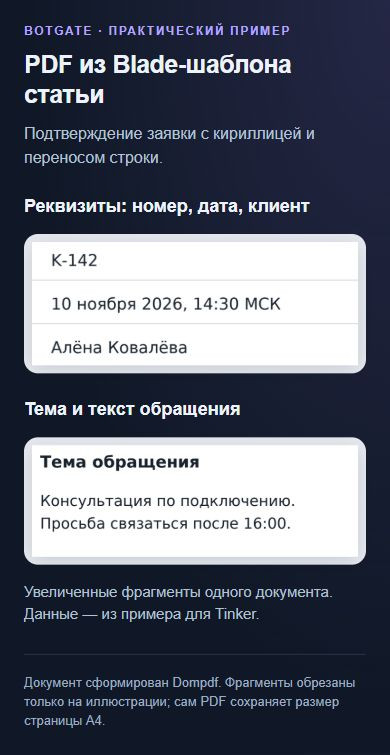 BOTGATE · ПРАКТИЧЕСКИЙ ПРИМЕР
PDF из Blade-шаблона
статьи
Подтверждение заявки с кириллицей и
переносом строки.
Реквизиты: номер, дата, клиент
K-142
10 ноября 2026, 14:30 МСК
Алёна Ковалёва
Тема и текст обращения
Тема обращения
Консультация по подключению.
Просьба связаться после 16:00.
Увеличенные фрагменты одного документа.
Данные — из примера для Tinker.
Документ сформирован Dompdf. Фрагменты обрезаны
только на иллюстрации; сам PDF сохраняет размер
страницы A4.